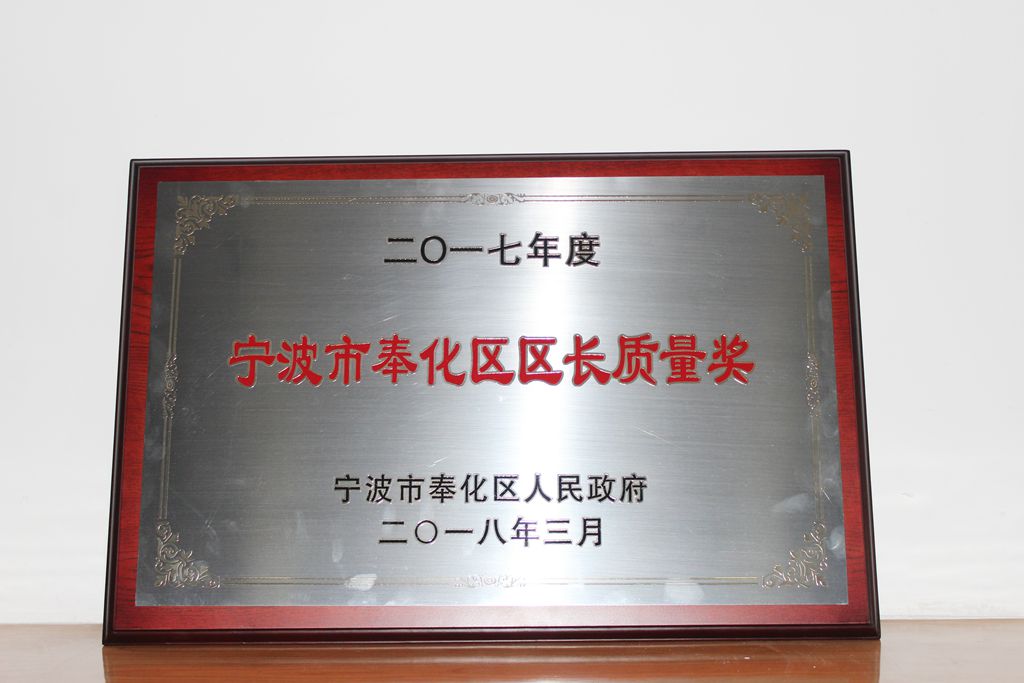 二〇一七年度
宁波市奉化区区长质量奖
宁波市奉化区人民政府
二〇一八年三月